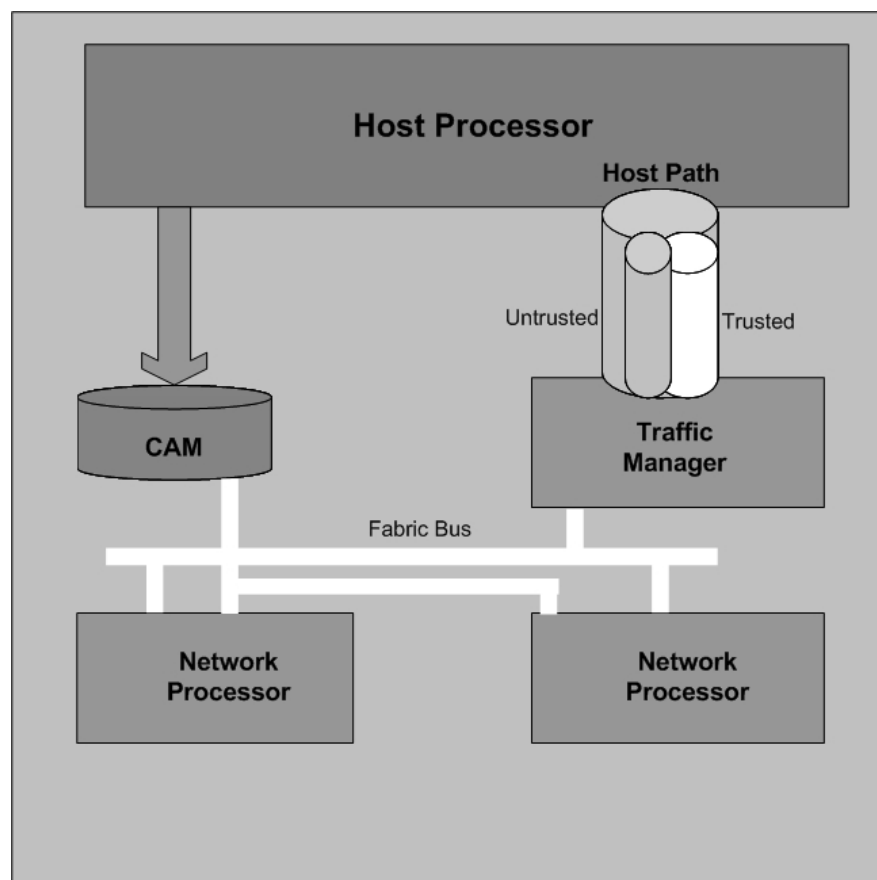 Host Processor
Host Path
Untrusted
Trusted
CAM
Traffic
Manager
Fabric Bus
Network
Processor
Network
Processor